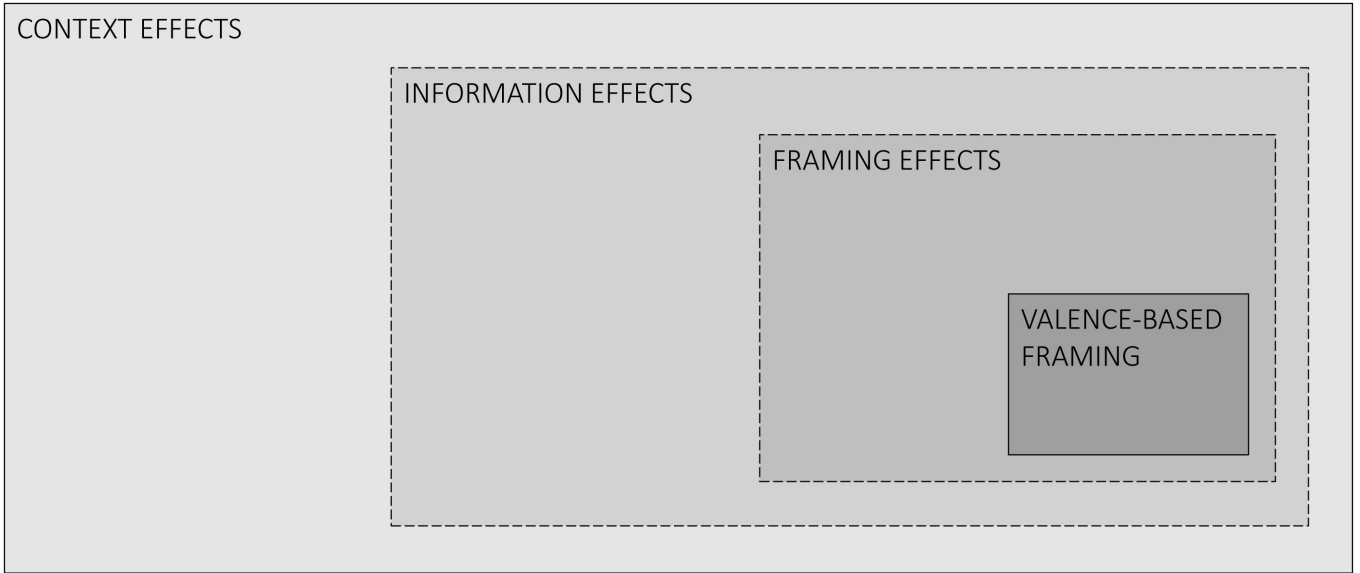 CONTEXT EFFECTS
INFORMATION EFFECTS
FRAMING EFFECTS
VALENCE-BASED
FRAMING